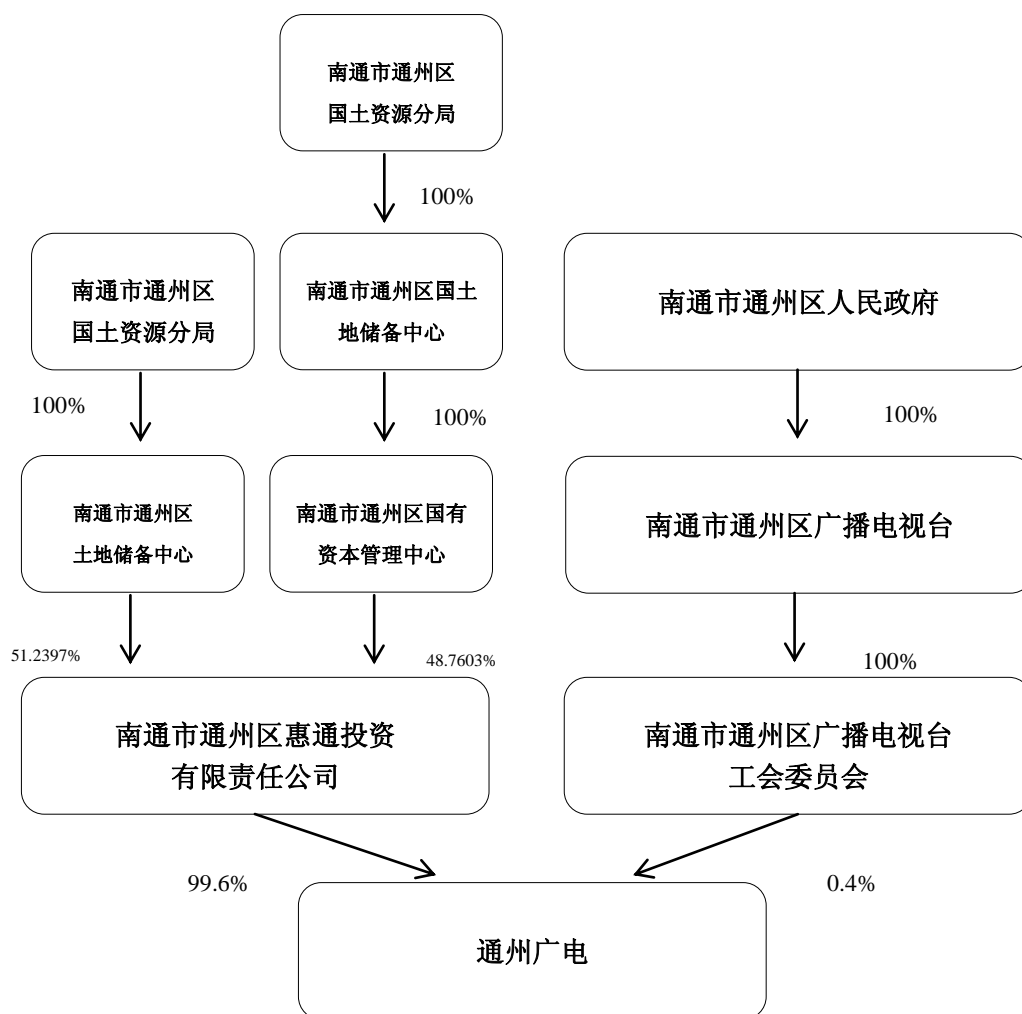 南通市通州区
国土资源分局
100%
南通市通州区
国土资源分局
南通市通州区国土
地储备中心
南通市通州区人民政府
100%
100%
100%
南通市通州区
土地储备中心
南通市通州区国有
资本管理中心
南通市通州区广播电视台
51.2397%
48.7603%
100%
南通市通州区惠通投资
有限责任公司
南通市通州区广播电视台
工会委员会
99.6%
0.4%
通州广电